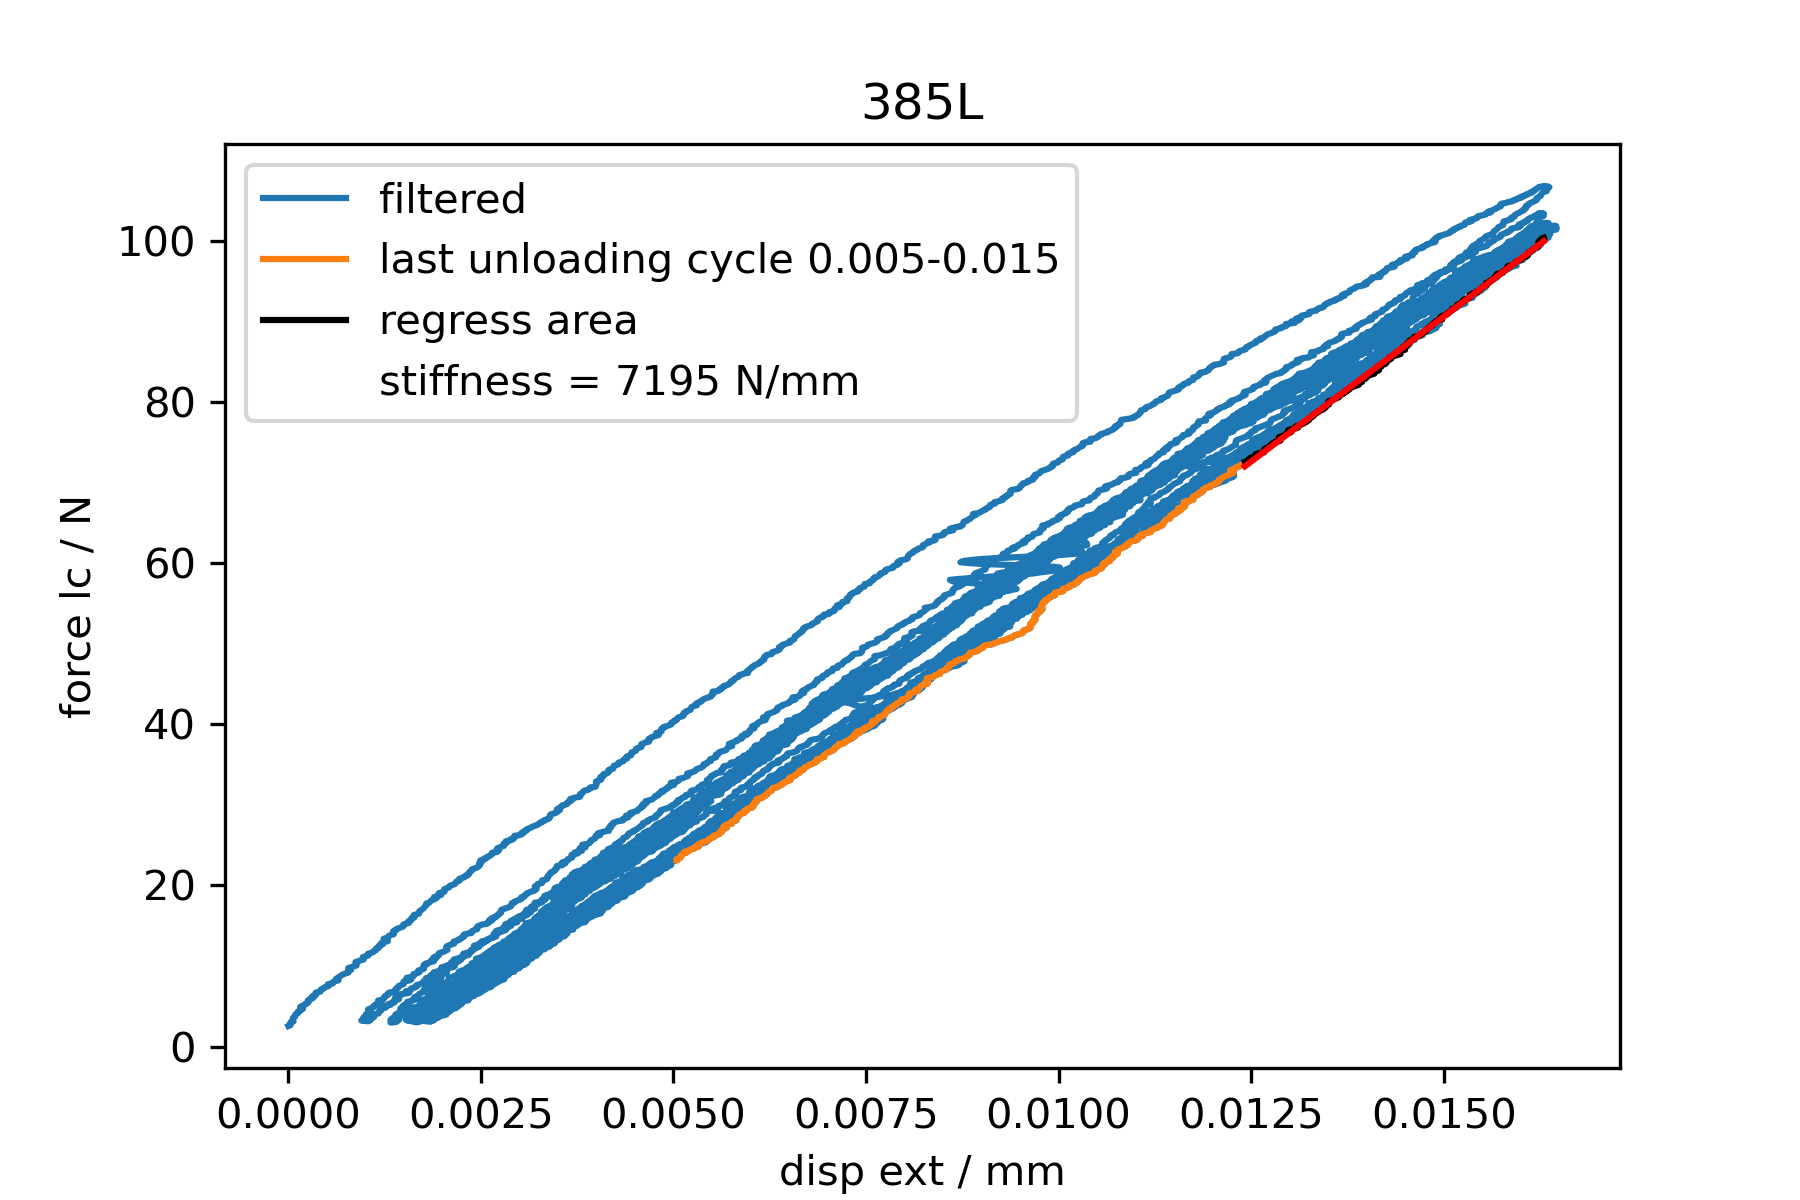 385L
filtered
last unloading cycle 0.005-0.015
regress area
stiffness = 7195 N/mm
100
80
60
40
20
0
force lc / N
0.0000 0.0025 0.0050 0.0075 0.0100 0.0125 0.0150
disp ext / mm